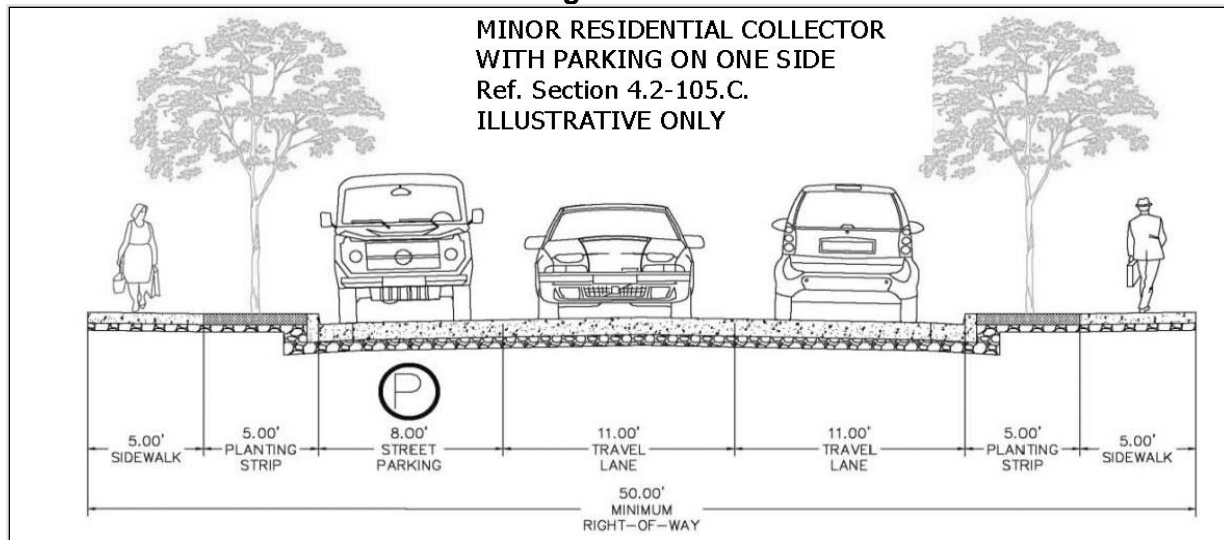 MINOR RESIDENTIAL COLLECTOR
WITH PARKING ON ONE SIDE
Ref. Section 4.2-105.C.
ILLUSTRATIVE ONLY
P
5.00'
SIDEWALK
5.00'
PLANTING
STRIP
8.00'
STREET
PARKING
11.00'
TRAVEL
LANE
11.00'
TRAVEL
LANE
5.00'
PLANTING
STRIP
5.00'
SIDEWALK
50.00'
MINIMUM
RIGHT-OF-WAY